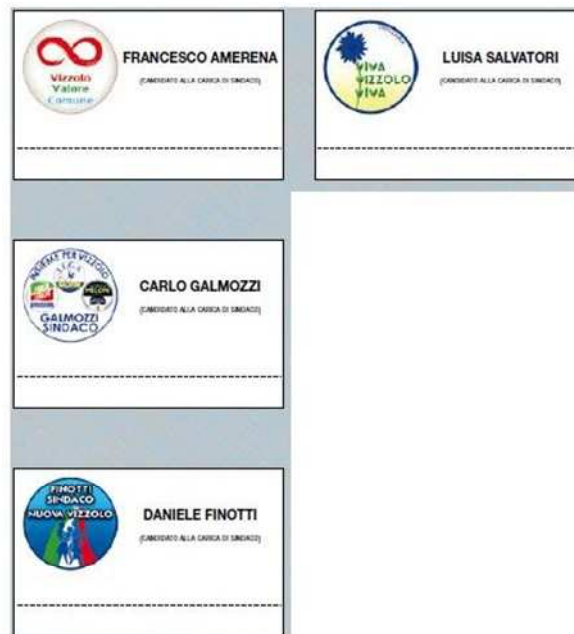 Vizzolo
Valore
Comune
FRANCESCO AMERENA
(CANDIDATO ALLA CARICA DI SINDACO)
VIVA
VIZZOLO
VIVA
LUISA SALVATORI
(CANDIDATO ALLA CARICA DI SINDACO)
INSIEME PER VIZZOLO
LEGA
MELONI
GALMOZZI
SINDACO
CARLO GALMOZZI
(CANDIDATO ALLA CARICA DI SINDACO)
FINOTTI
SINDACO
NUOVA VIZZOLO
DANIELE FINOTTI
(CANDIDATO ALLA CARICA DI SINDACO)